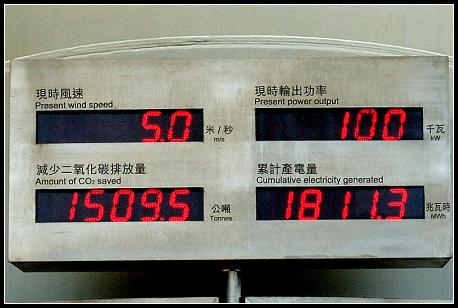 現時風速
Present wind speed
5.0 米/秒
m/s
現時輸出功率
Present power output
100 千瓦
kW
減少二氧化碳排放量
Amount of CO₂ saved
1509.5 公噸
Tonnes
累計產電量
Cumulative electricity generated
1811.3 兆瓦時
MWh